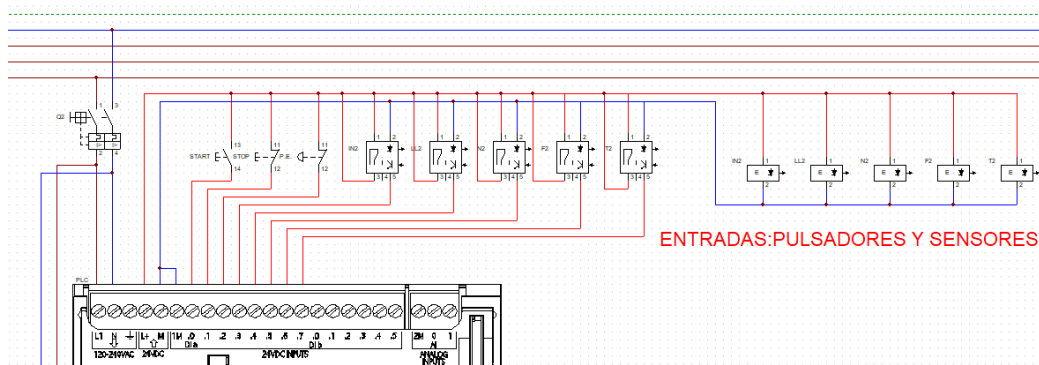 1 3
Q2
2 4
13 11 11
START STOP P.E.
14 12 12
1 2 1 2 1 2 1 2 1 2
IN2 LL2 N2 F2 T2
3 4 5 3 4 5 3 4 5 3 4 5 3 4 5
1 1 1 1 1
IN2 LL2 N2 F2 T2
E E E E E
2 2 2 2 2
ENTRADAS:PULSADORES Y SENSORES
PLC
L1 N L+ M 1M .0 .1 .2 .3 .4 .5 .6 .7 .0 .1 .2 .3 .4 .5 2M 0 1
DIa DIb AI
120-240VAC 24VDC 24VDC INPUTS ANALOG
INPUTS